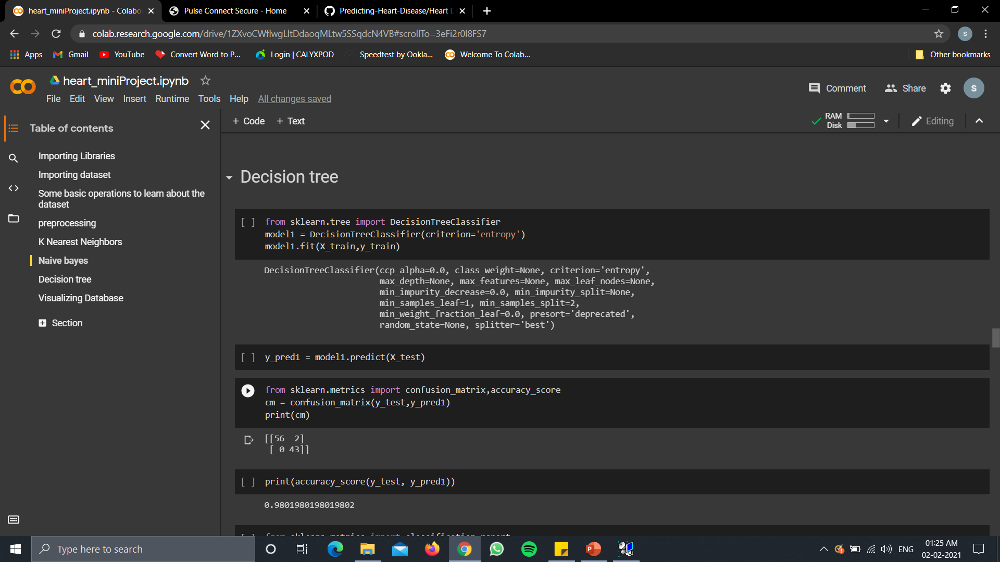 heart_miniProject.ipynb - Colabo
Pulse Connect Secure - Home
Predicting-Heart-Disease/Heart D
colab.research.google.com/drive/1ZXvoCWflwgLltDdaoqMLtw5SSqdcN4VB#scrollTo=3eFi2r0l8FS7
S
Apps
Gmail
YouTube
Convert Word to P...
Login | CALYXPOD
Speedtest by Ookla...
Welcome To Colab...
Other bookmarks
heart_miniProject.ipynb
File Edit View Insert Runtime Tools Help All changes saved
Comment
Share
S
Table of contents
Importing Libraries
Importing dataset
Some basic operations to learn about the
dataset
preprocessing
K Nearest Neighbors
Naive bayes
Decision tree
Visualizing Database
Section
+ Code + Text
RAM
Disk
Editing
Decision tree
[ ] from sklearn.tree import DecisionTreeClassifier
model1 = DecisionTreeClassifier(criterion='entropy')
model1.fit(X_train,y_train)
DecisionTreeClassifier(ccp_alpha=0.0, class_weight=None, criterion='entropy',
max_depth=None, max_features=None, max_leaf_nodes=None,
min_impurity_decrease=0.0, min_impurity_split=None,
min_samples_leaf=1, min_samples_split=2,
min_weight_fraction_leaf=0.0, presort='deprecated',
random_state=None, splitter='best')
[ ] y_pred1 = model1.predict(X_test)
from sklearn.metrics import confusion_matrix,accuracy_score
cm = confusion_matrix(y_test,y_pred1)
print(cm)
[[56  2]
[ 0 43]]
[ ] print(accuracy_score(y_test, y_pred1))
0.9801980198019802
[ ] from sklearn.metrics import classification_report
Type here to search
ENG
01:25 AM
02-02-2021